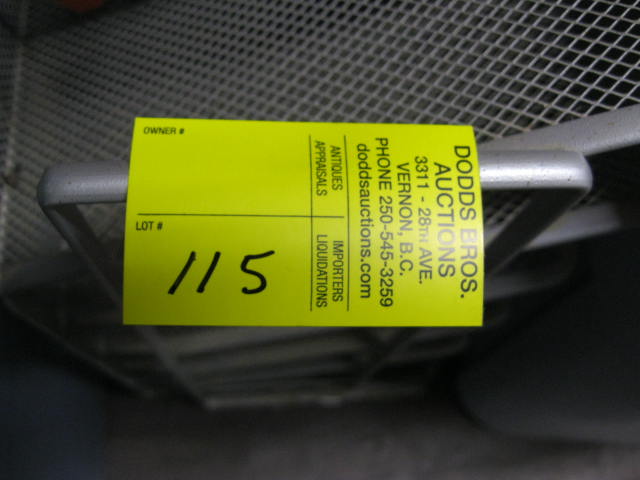 OWNER #
LOT #
115
DODDS BROS.
AUCTIONS
3311 - 28TH AVE.
VERNON, B.C.
PHONE 250-545-3259
doddsauctions.com
ANTIQUES
APPRAISALS
IMPORTERS
LIQUIDATIONS